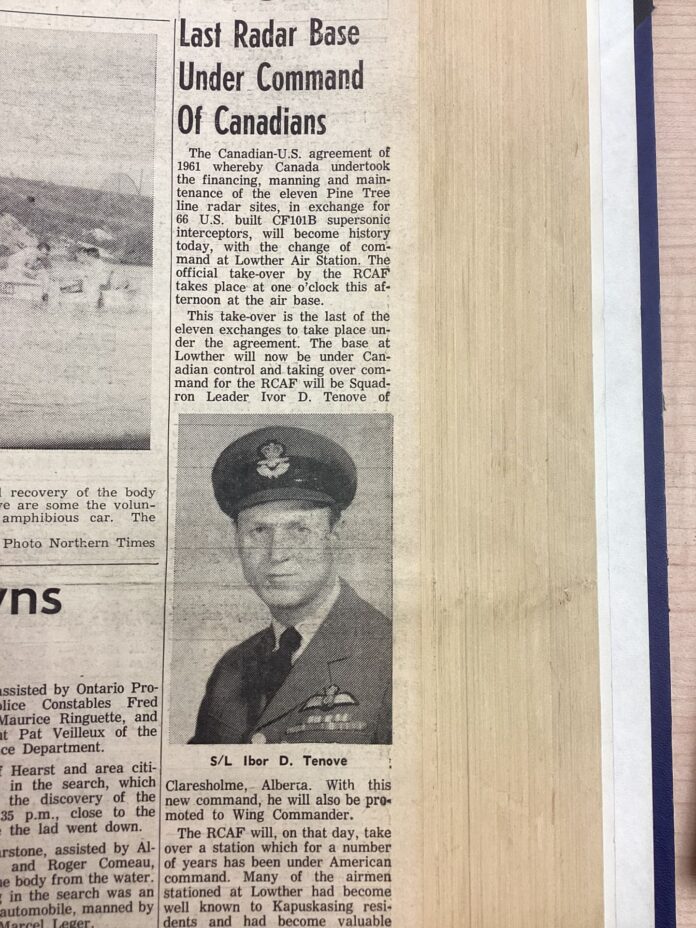 l recovery of the body
ve are some the volun-
amphibious car. The
Photo Northern Times
wns
assisted by Ontario Pro-
olice Constables Fred
Maurice Ringuette, and
nt Pat Veilleux of the
ce Department.
f Hearst and area citi-
in the search, which
the discovery of the
35 p.m., close to the
e the lad went down.
arstone, assisted by Al-
and Roger Comeau,
he body from the water.
g in the search was an
automobile, manned by
Marcel Leger.
Last Radar Base
Under Command
Of Canadians
The Canadian-U.S. agreement of
1961 whereby Canada undertook
the financing, manning and main-
tenance of the eleven Pine Tree
line radar sites, in exchange for
66 U.S. built CF101B supersonic
interceptors, will become history
today, with the change of com-
mand at Lowther Air Station. The
official take-over by the RCAF
takes place at one o'clock this af-
ternoon at the air base.
This take-over is the last of the
eleven exchanges to take place un-
der the agreement. The base at
Lowther will now be under Can-
adian control and taking over com-
mand for the RCAF will be Squad-
ron Leader Ivor D. Tenove of
S/L Ibor D. Tenove
Claresholme, Alberta. With this
new command, he will also be pro-
moted to Wing Commander.
The RCAF will, on that day, take
over a station which for a number
of years has been under American
command. Many of the airmen
stationed at Lowther had become
well known to Kapuskasing resi-
dents and had become valuable